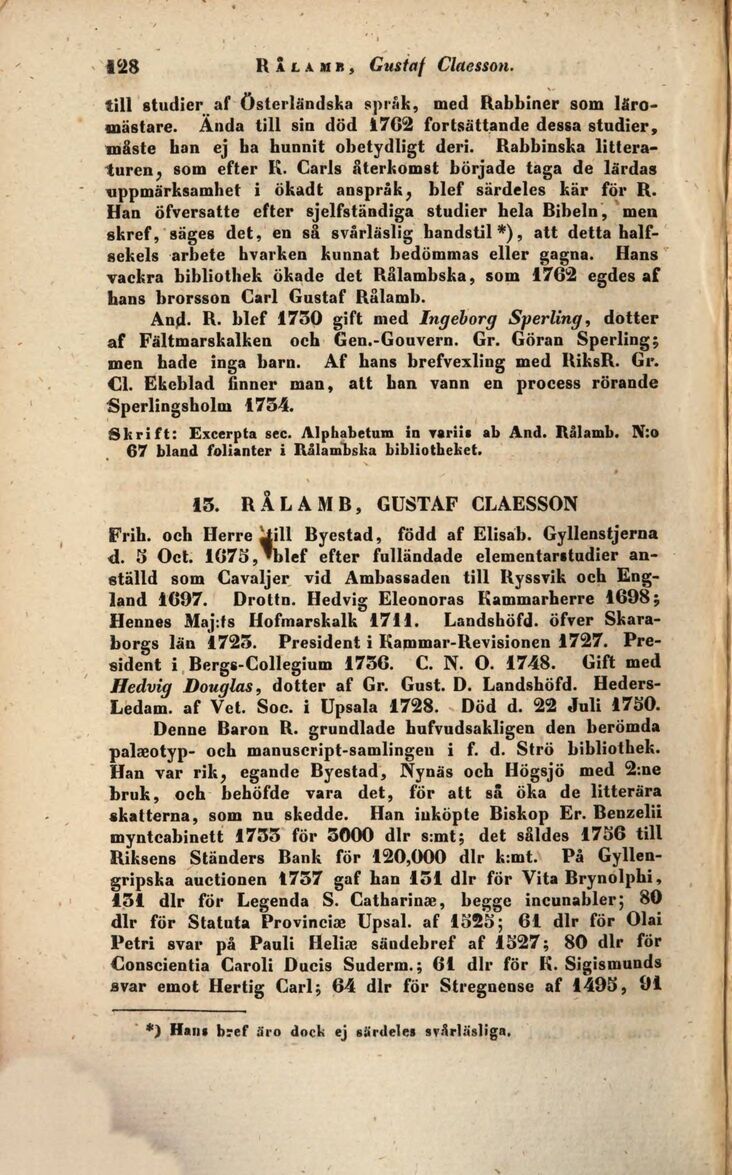 128 RÅLAMB, Gustaf Claesson.
till studier af Österländska språk, med Rabbiner som läro-
mästare. Ända till sin död 1762 fortsättande dessa studier,
måste han ej ha hunnit obetydligt deri. Rabbinska littera-
turen, som efter K. Carls återkomst började taga de lärdas
uppmärksamhet i ökadt anspråk, blef särdeles kär för R.
Han öfversatte efter sjelfständiga studier hela Bibeln, men
skref, säges det, en så svårläslig handstil *), att detta half-
sekels arbete hvarken kunnat bedömmas eller gagna. Hans
vackra bibliothek ökade det Rålambska, som 1762 egdes af
hans brorsson Carl Gustaf Rålamb.
And. R. blef 1730 gift med Ingeborg Sperling, dotter
af Fältmarskalken och Gen.-Gouvern. Gr. Göran Sperling;
men hade inga barn. Af hans brefvexling med RiksR. Gr.
Cl. Ekeblad finner man, att han vann en process rörande
Sperlingsholm 1734.
Skrift: Excerpta sec. Alphabetum in variis ab And. Rålamb. N:o
67 bland folianter i Rålambska bibliotheket.
13. RÅLAMB, GUSTAF CLAESSON
Frih. och Herre till Byestad, född af Elisab. Gyllenstjerna
d. 5 Oct. 1675, blef efter fulländade elementarstudier an-
ställd som Cavaljer vid Ambassaden till Ryssvik och Eng-
land 1697. Drottn. Hedvig Eleonoras Kammarherre 1698;
Hennes Maj:ts Hofmarskalk 1711. Landshöfd. öfver Skara-
borgs län 1723. President i Kammar-Revisionen 1727. Pre-
sident i Bergs-Collegium 1736. C. N. O. 1748. Gift med
Hedvig Douglas, dotter af Gr. Gust. D. Landshöfd. Heders-
Ledam. af Vet. Soc. i Upsala 1728. Död d. 22 Juli 1750.
Denne Baron R. grundlade hufvudsakligen den berömda
palæotyp- och manuscript-samlingen i f. d. Strö bibliothek.
Han var rik, egande Byestad, Nynäs och Högsjö med 2:ne
bruk, och behöfde vara det, för att så öka de litterära
skatterna, som nu skedde. Han inköpte Biskop Er. Benzelii
myntcabinett 1733 för 3000 dlr s:mt; det såldes 1756 till
Riksens Ständers Bank för 120,000 dlr k:mt. På Gyllen-
gripska auctionen 1737 gaf han 131 dlr för Vita Brynolphi,
131 dlr för Legenda S. Catharinæ, begge incunabler; 80
dlr för Statuta Provinciæ Upsal. af 1525; 61 dlr för Olai
Petri svar på Pauli Heliæ sändebref af 1527; 80 dlr för
Conscientia Caroli Ducis Suderm.; 61 dlr för K. Sigismunds
svar emot Hertig Carl; 64 dlr för Stregnense af 1495, 91
*) Hans bref äro dock ej särdeles svårläsliga.